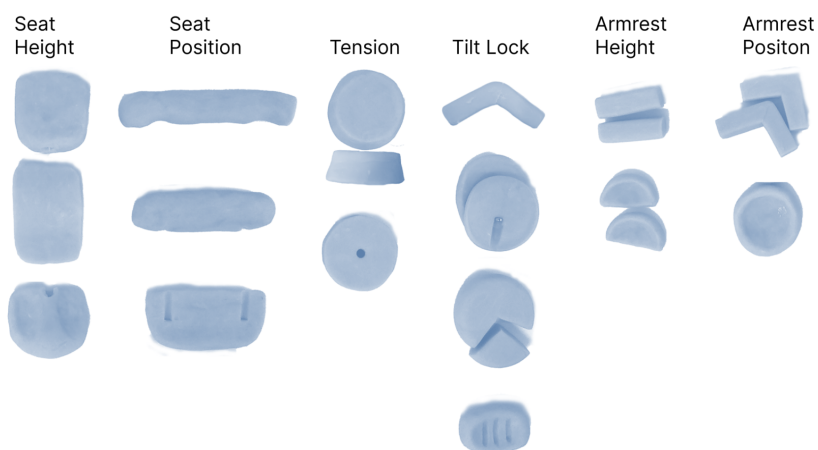 Seat
Height
Seat
Position
Tension
Tilt Lock
Armrest
Height
Armrest
Positon